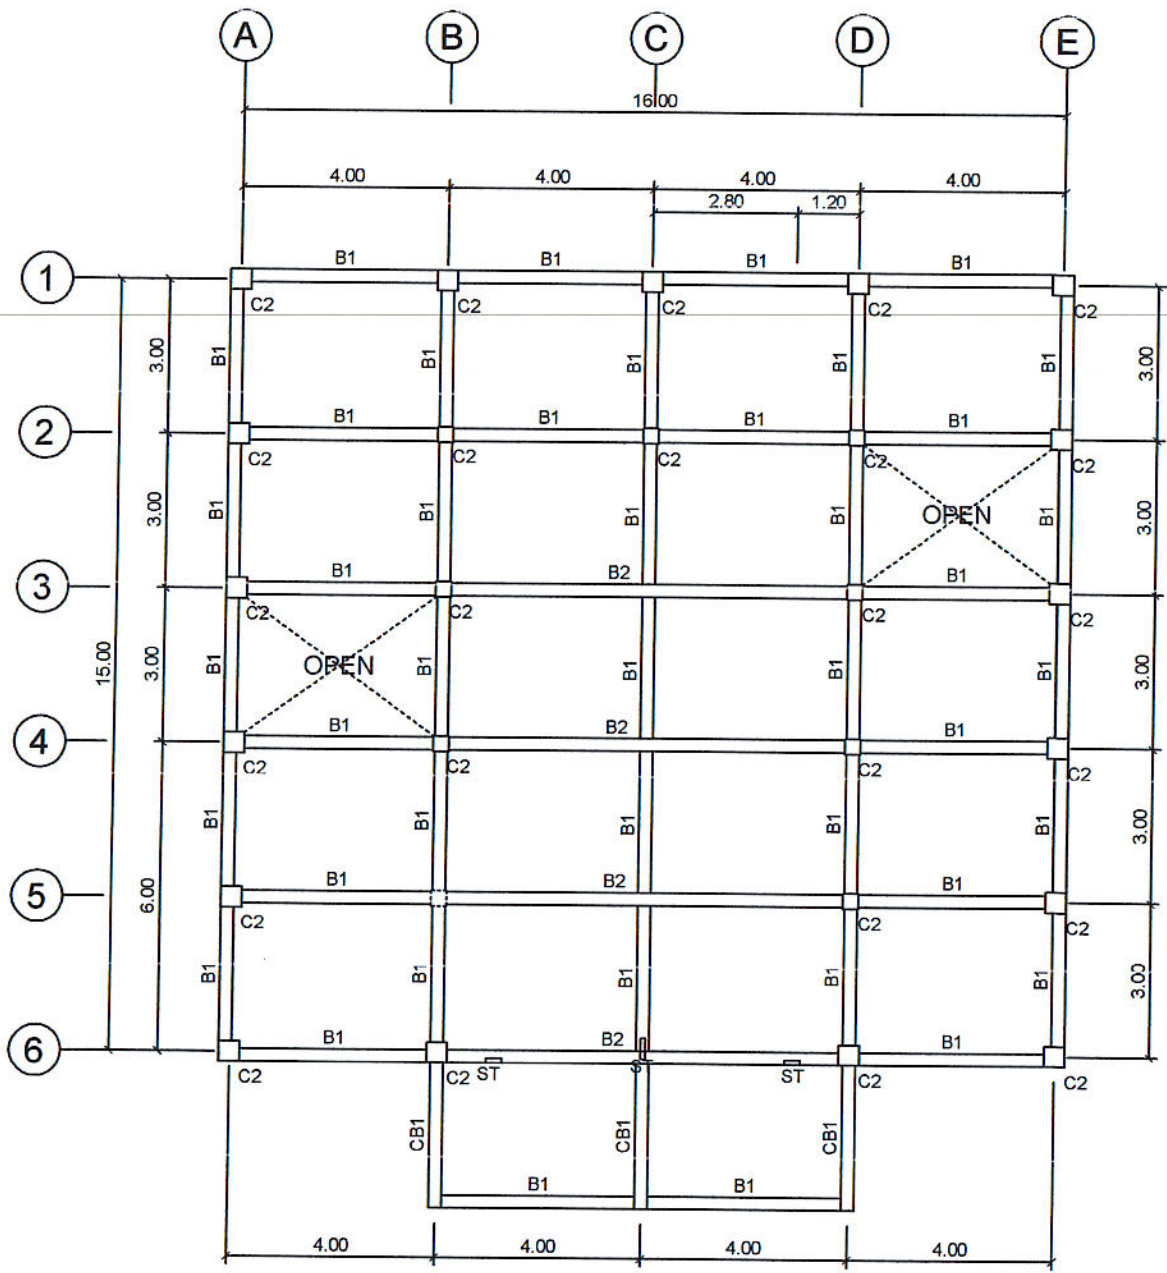 A B C D E
16.00
4.00 4.00 4.00 4.00
2.80 1.20
1 B1 B1 B1 B1
C2 C2 C2 C2 C2
3.00 B1 B1 B1 B1 B1 3.00
2 B1 B1 B1 B1
C2 C2 C2 C2 C2
3.00 B1 B1 B1 B1 OPEN B1 3.00
3 B1 B2 B1
C2 C2 C2 C2
15.00 3.00 B1 OPEN B1 B1 B1 B1 3.00
4 B1 B2 B1
C2 C2 C2 C2
6.00 B1 B1 B1 B1 B1 3.00
5 B1 B2 B1
C2 C2 C2
B1 B1 B1 B1 B1 3.00
6 B1 B2 B1
C2 C2 ST ST ST C2 C2
CB1 CB1 CB1
B1 B1
4.00 4.00 4.00 4.00